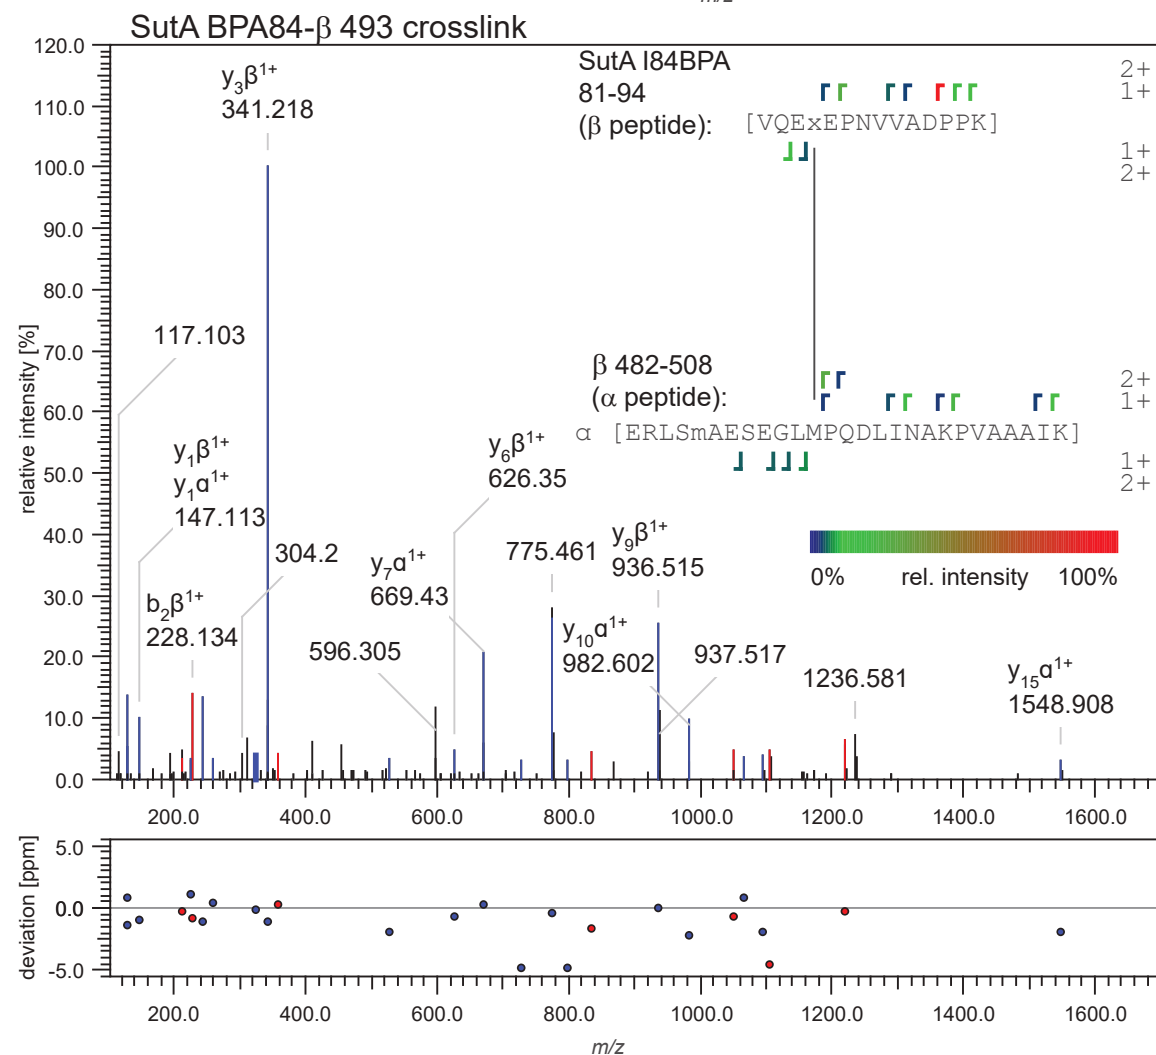 m/z
SutA BPA84-β 493 crosslink
120.0
110.0
100.0
90.0
80.0
70.0
60.0
50.0
40.0
30.0
20.0
10.0
0.0
relative intensity [%]
SutA I84BPA
81-94
(β peptide):
[VQExEPNVVADPPK]
2+
1+
1+
2+
β 482-508
(α peptide):
α [ERLSmAESEGLMPQDLINAKPVAAAIK]
2+
1+
1+
2+
0% rel. intensity 100%
y3β1+
341.218
117.103
y1β1+
y1α1+
147.113
b2β1+
228.134
304.2
596.305
y7α1+
669.43
y6β1+
626.35
775.461
y9β1+
936.515
y10α1+
982.602
937.517
1236.581
y15α1+
1548.908
200.0 400.0 600.0 800.0 1000.0 1200.0 1400.0 1600.0
deviation [ppm]
5.0
0.0
-5.0
200.0 400.0 600.0 800.0 1000.0 1200.0 1400.0 1600.0
m/z